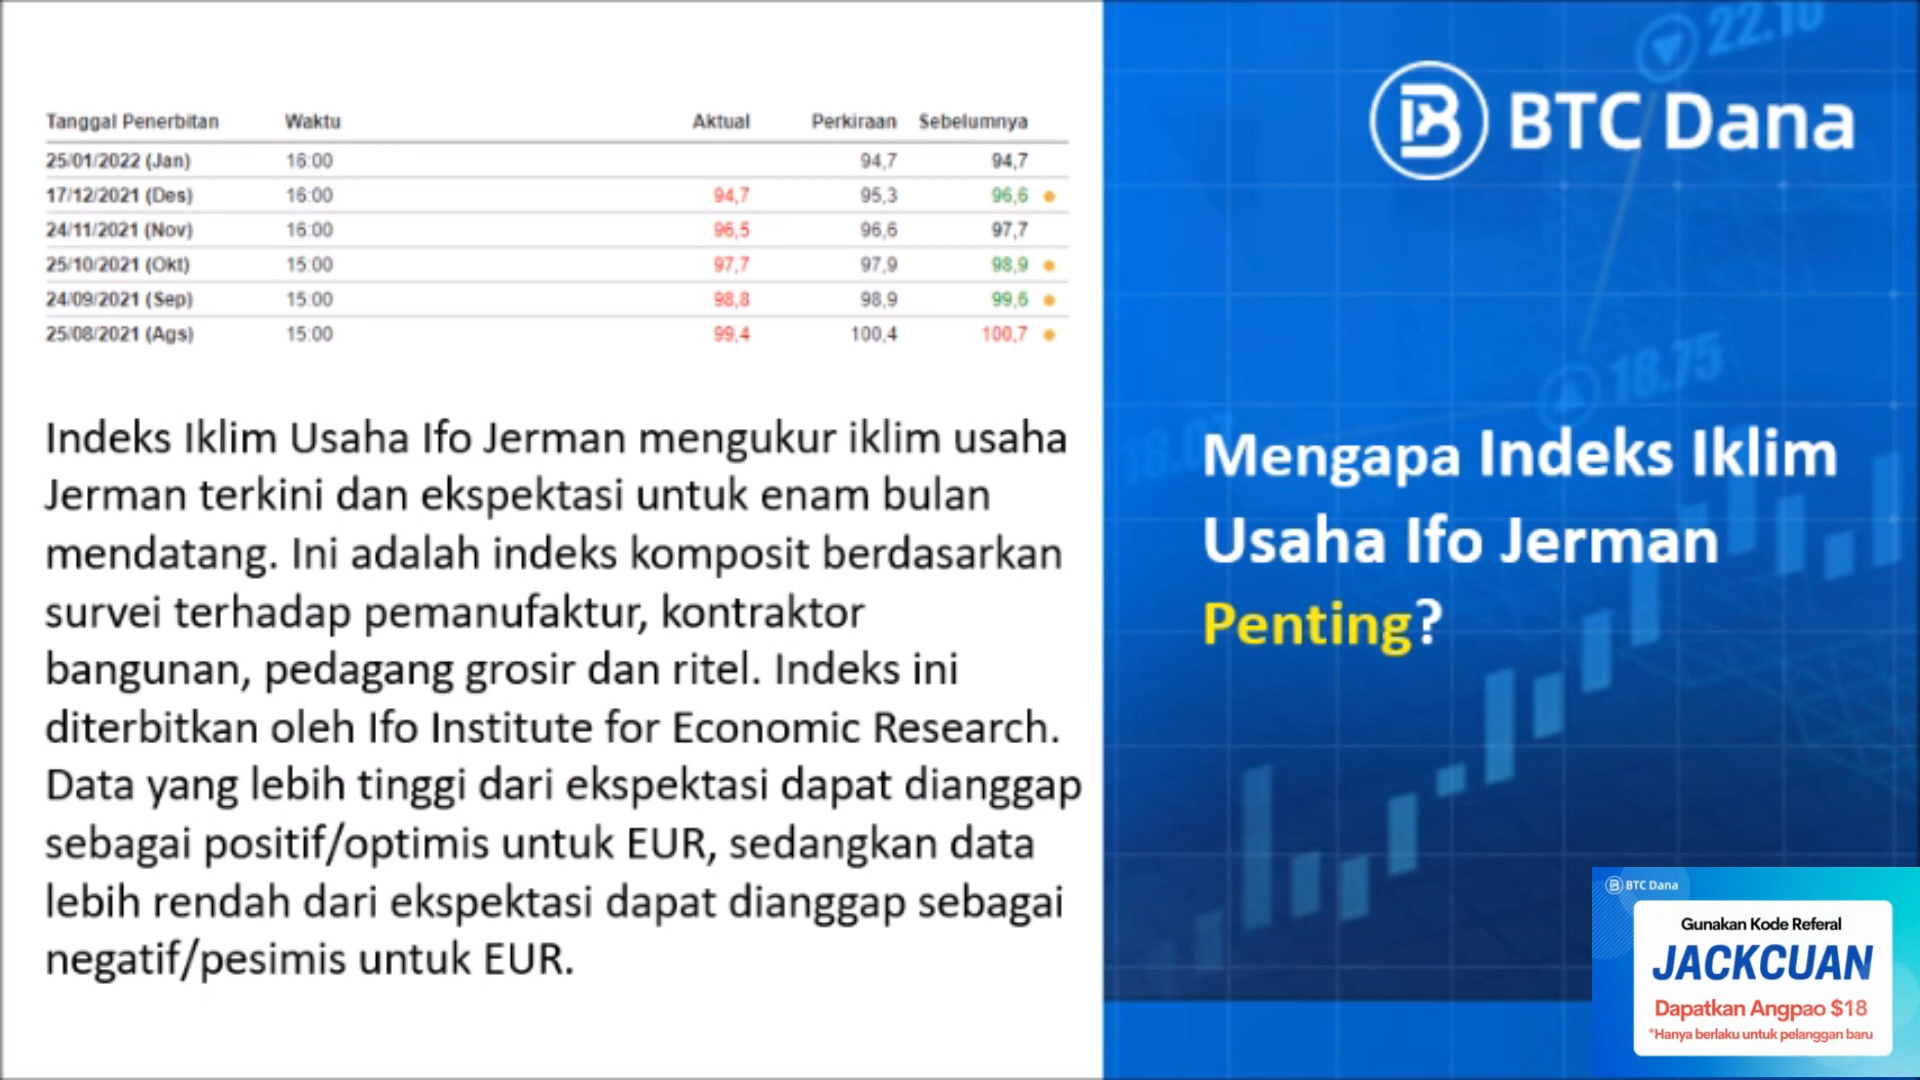 Tanggal Penerbitan Waktu Aktual Perkiraan Sebelumnya
25/01/2022 (Jan) 16:00 94,7 94,7
17/12/2021 (Des) 16:00 94,7 95,3 96,6
24/11/2021 (Nov) 16:00 96,5 96,6 97,7
25/10/2021 (Okt) 15:00 97,7 97,9 98,9
24/09/2021 (Sep) 15:00 98,8 98,9 99,6
25/08/2021 (Ags) 15:00 99,4 100,4 100,7
Indeks Iklim Usaha Ifo Jerman mengukur iklim usaha
Jerman terkini dan ekspektasi untuk enam bulan
mendatang. Ini adalah indeks komposit berdasarkan
survei terhadap pemanufaktur, kontraktor
bangunan, pedagang grosir dan ritel. Indeks ini
diterbitkan oleh Ifo Institute for Economic Research.
Data yang lebih tinggi dari ekspektasi dapat dianggap
sebagai positif/optimis untuk EUR, sedangkan data
lebih rendah dari ekspektasi dapat dianggap sebagai
negatif/pesimis untuk EUR.
22.10
BTC Dana
18.75
18.07
Mengapa Indeks Iklim
Usaha Ifo Jerman
Penting?
BTC Dana
Gunakan Kode Referal
JACKCUAN
Dapatkan Angpao $18
*Hanya berlaku untuk pelanggan baru